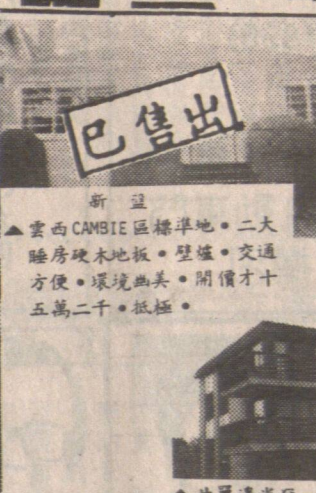 已售出
新盤
▲雲西CAMBIE區標準地•二大
睡房硬木地板•壁爐•交通
方便•環境幽美•開價才十
五萬二千•抵極•